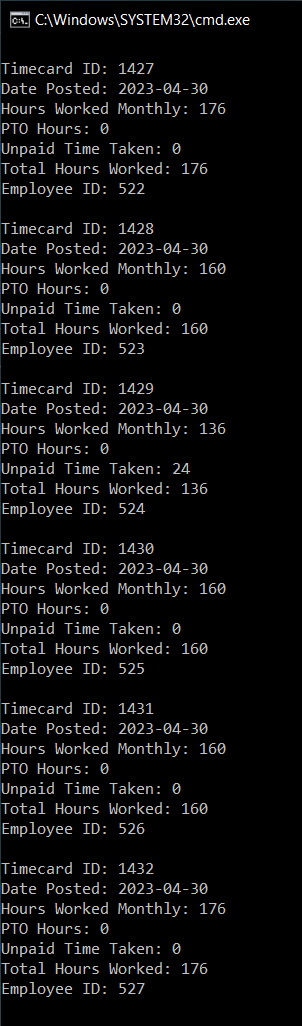 C:\Windows\SYSTEM32\cmd.exe
Timecard ID: 1427
Date Posted: 2023-04-30
Hours Worked Monthly: 176
PTO Hours: 0
Unpaid Time Taken: 0
Total Hours Worked: 176
Employee ID: 522
Timecard ID: 1428
Date Posted: 2023-04-30
Hours Worked Monthly: 160
PTO Hours: 0
Unpaid Time Taken: 0
Total Hours Worked: 160
Employee ID: 523
Timecard ID: 1429
Date Posted: 2023-04-30
Hours Worked Monthly: 136
PTO Hours: 0
Unpaid Time Taken: 24
Total Hours Worked: 136
Employee ID: 524
Timecard ID: 1430
Date Posted: 2023-04-30
Hours Worked Monthly: 160
PTO Hours: 0
Unpaid Time Taken: 0
Total Hours Worked: 160
Employee ID: 525
Timecard ID: 1431
Date Posted: 2023-04-30
Hours Worked Monthly: 160
PTO Hours: 0
Unpaid Time Taken: 0
Total Hours Worked: 160
Employee ID: 526
Timecard ID: 1432
Date Posted: 2023-04-30
Hours Worked Monthly: 176
PTO Hours: 0
Unpaid Time Taken: 0
Total Hours Worked: 176
Employee ID: 527